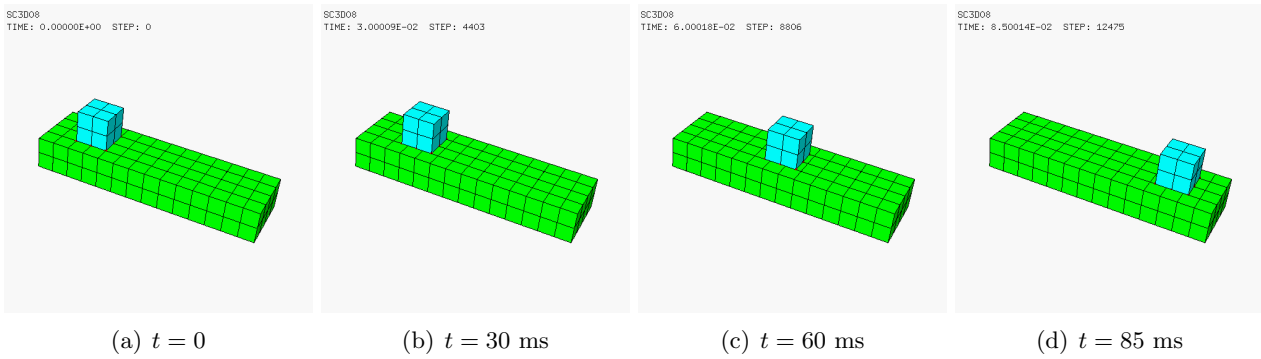 SC3D08
TIME: 0.00000E+00 STEP: 0
SC3D08
TIME: 3.00009E-02 STEP: 4403
SC3D08
TIME: 6.00018E-02 STEP: 8806
SC3D08
TIME: 8.50014E-02 STEP: 12475
(a) t = 0
(b) t = 30 ms
(c) t = 60 ms
(d) t = 85 ms